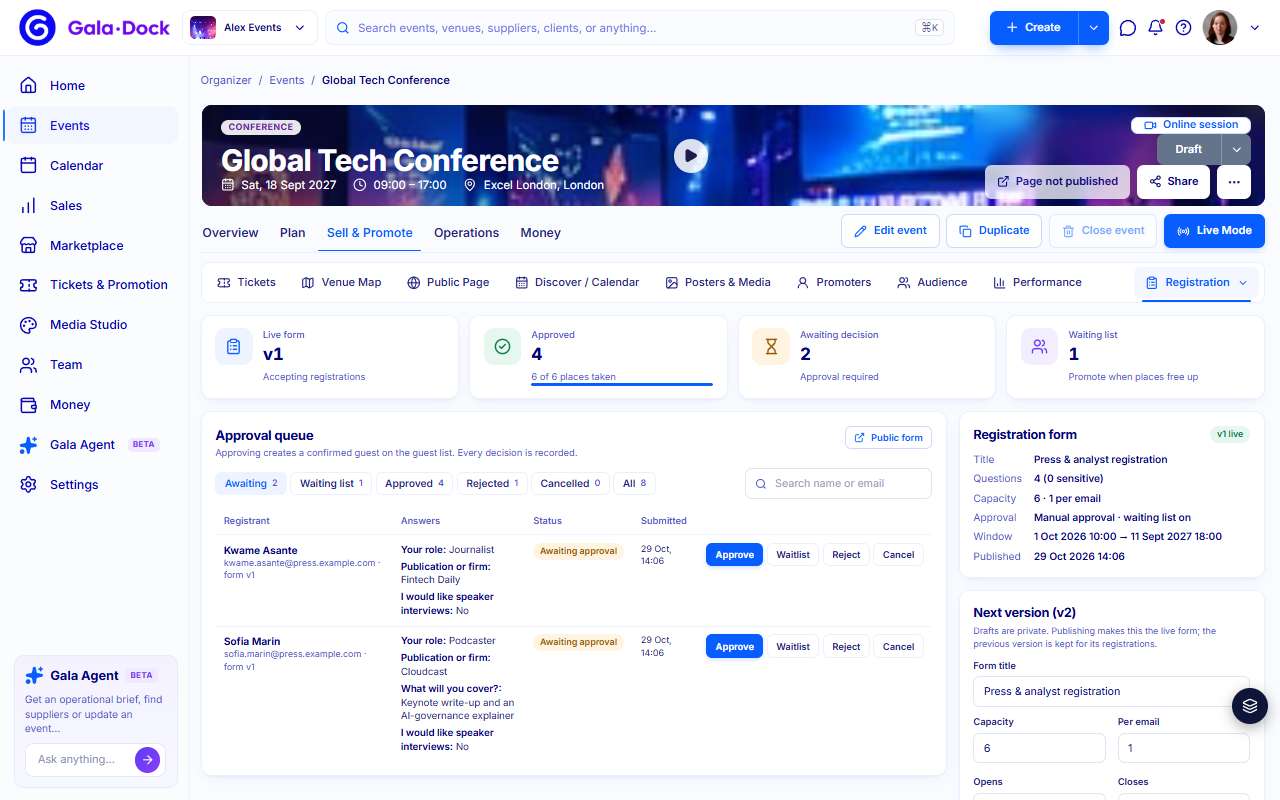 Gala·Dock
Alex Events
Search events, venues, suppliers, clients, or anything...
⌘K
+ Create
Home
Events
Calendar
Sales
Marketplace
Tickets & Promotion
Media Studio
Team
Money
Gala Agent BETA
Settings
Gala Agent BETA
Get an operational brief, find
suppliers or update an
event...
Ask anything...
Organizer / Events / Global Tech Conference
CONFERENCE
Global Tech Conference
Sat, 18 Sept 2027 09:00 – 17:00 Excel London, London
Online session
Draft
Page not published
Share
Overview Plan Sell & Promote Operations Money
Edit event
Duplicate
Close event
Live Mode
Tickets
Venue Map
Public Page
Discover / Calendar
Posters & Media
Promoters
Audience
Performance
Registration
Live form
v1
Accepting registrations
Approved
4
6 of 6 places taken
Awaiting decision
2
Approval required
Waiting list
1
Promote when places free up
Approval queue
Approving creates a confirmed guest on the guest list. Every decision is recorded.
Public form
Awaiting 2
Waiting list 1
Approved 4
Rejected 1
Cancelled 0
All 8
Search name or email
Registrant Answers Status Submitted
Kwame Asante
kwame.asante@press.example.com ·
form v1
Your role: Journalist
Publication or firm:
Fintech Daily
I would like speaker
interviews: No
Awaiting approval
29 Oct,
14:06
Approve Waitlist Reject Cancel
Sofia Marin
sofia.marin@press.example.com ·
form v1
Your role: Podcaster
Publication or firm:
Cloudcast
What will you cover?:
Keynote write-up and an
AI-governance explainer
I would like speaker
interviews: No
Awaiting approval
29 Oct,
14:06
Approve Waitlist Reject Cancel
Registration form
v1 live
Title Press & analyst registration
Questions 4 (0 sensitive)
Capacity 6 · 1 per email
Approval Manual approval · waiting list on
Window 1 Oct 2026 10:00 → 11 Sept 2027 18:00
Published 29 Oct 2026 14:06
Next version (v2)
Drafts are private. Publishing makes this the live form; the
previous version is kept for its registrations.
Form title
Press & analyst registration
Capacity Per email
6 1
Opens Closes